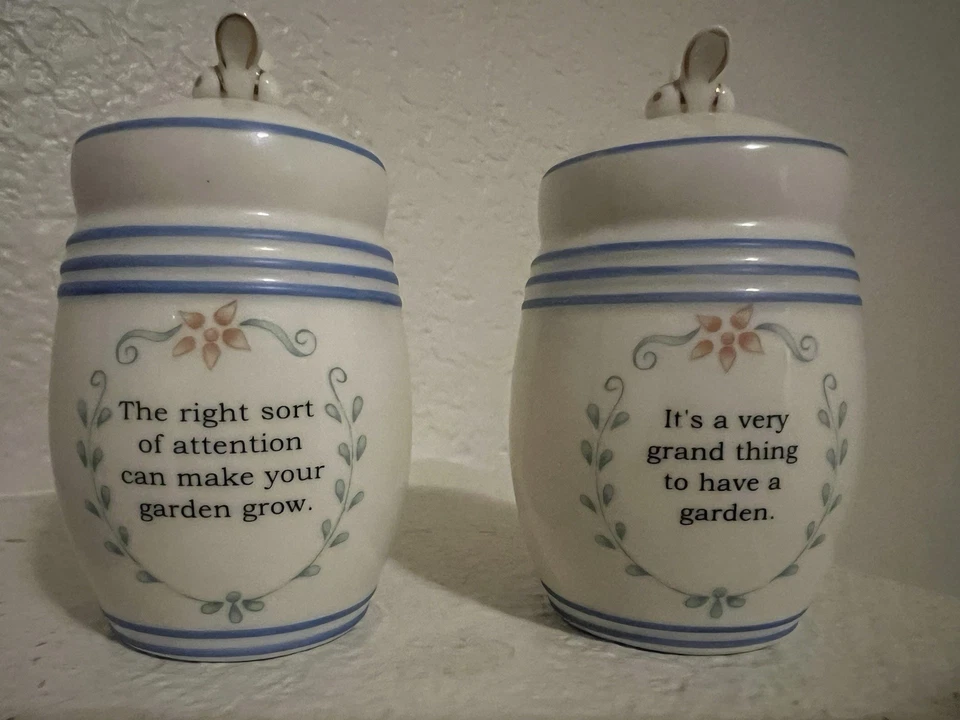 The right sort
of attention
can make your
garden grow.
It's a very
grand thing
to have a
garden.